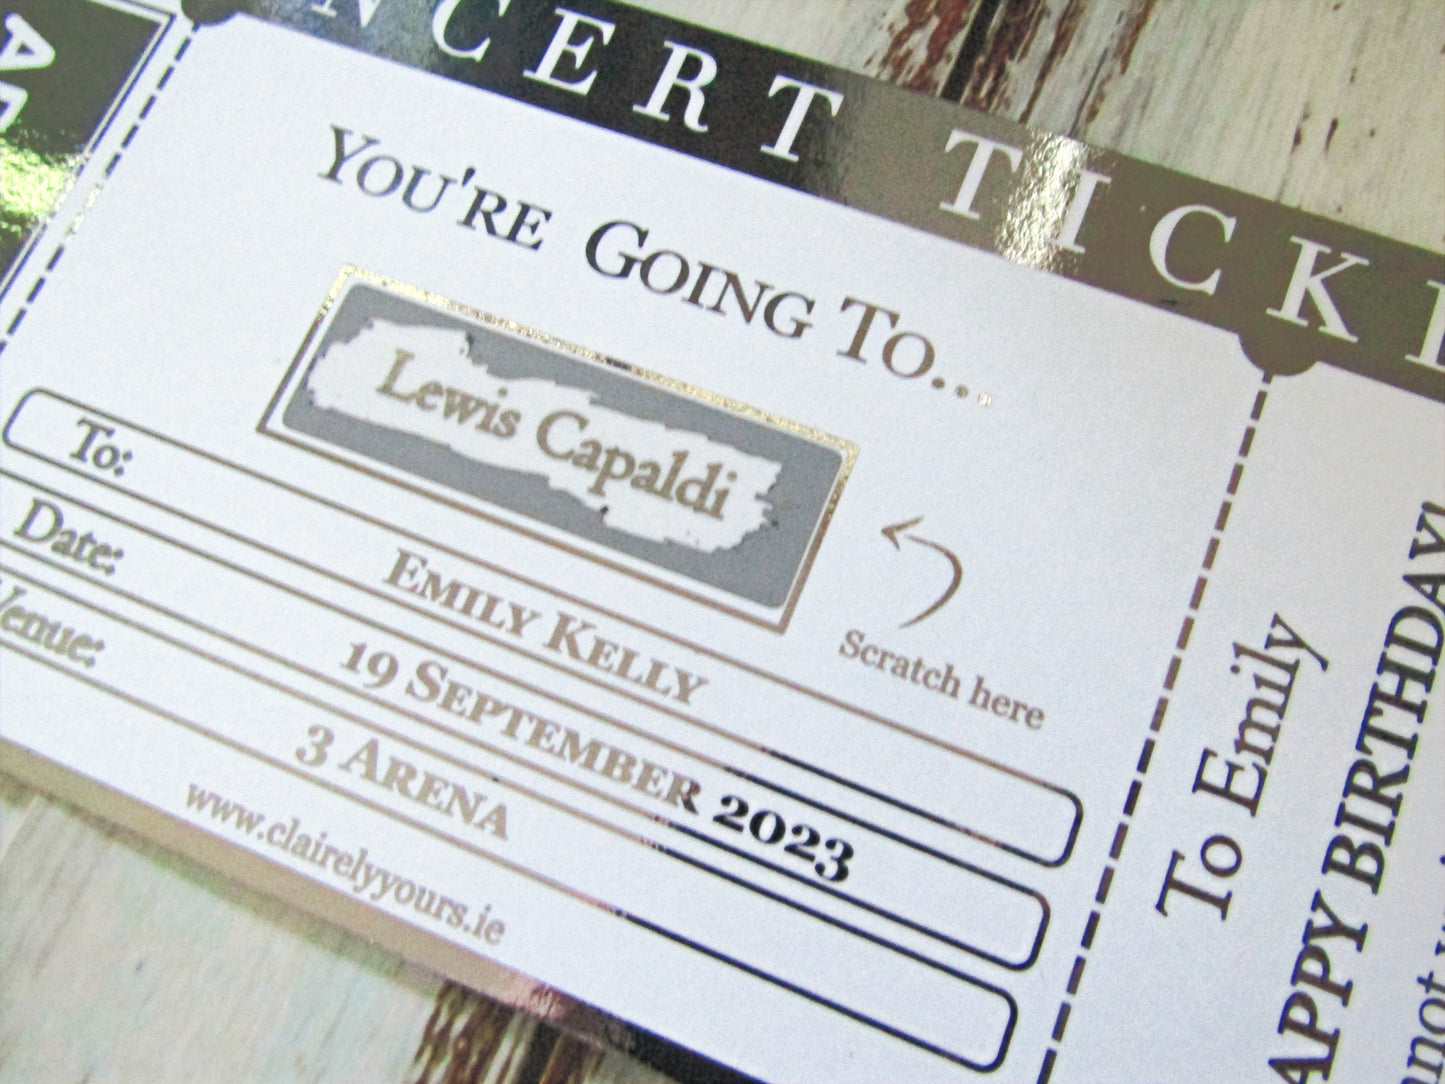 NCERT TICK
YOU'RE GOING TO...
Lewis Capaldi
Scratch here
To: EMILY KELLY
Date: 19 SEPTEMBER 2023
Venue: 3 ARENA
www.clairelyyours.ie
To Emily
APPY BIRTHDAY!